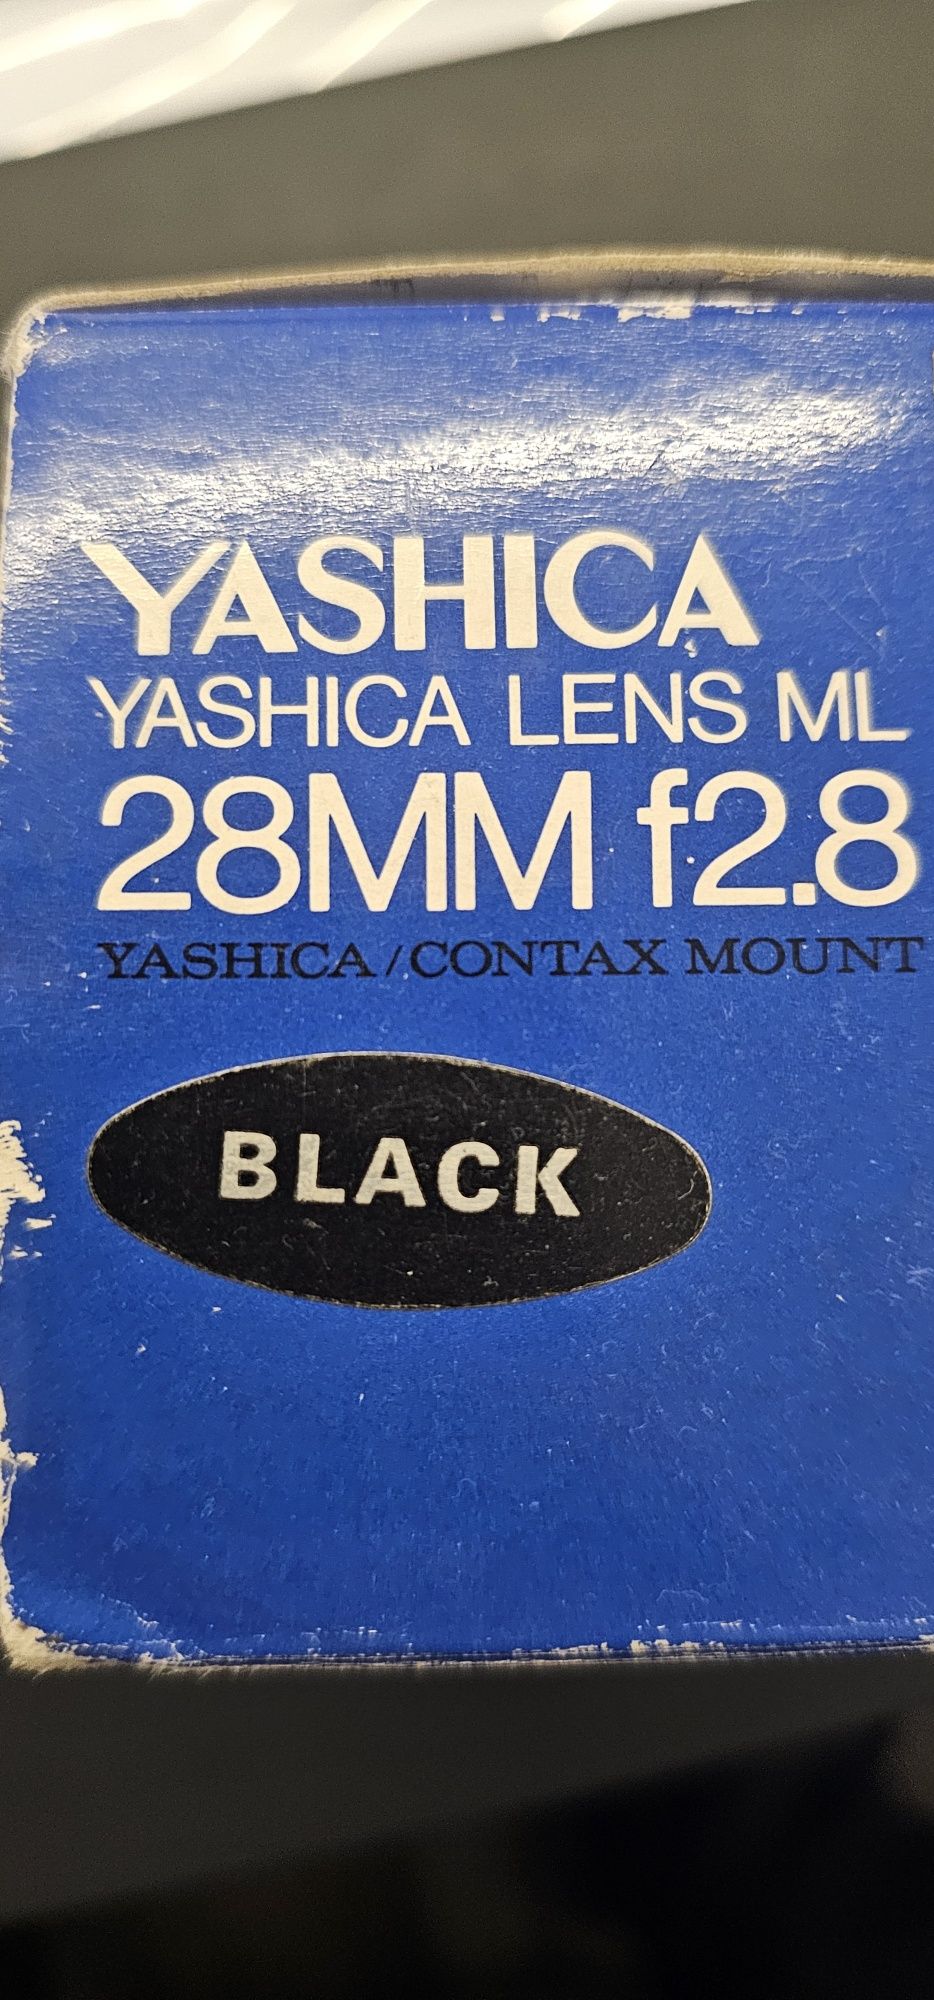 YASHICA
YASHICA LENS ML
28MM f2.8
YASHICA/CONTAX MOUNT
BLACK